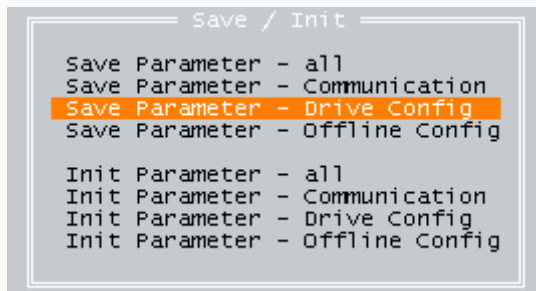 Save / Init
Save Parameter - all
Save Parameter - Communication
Save Parameter - Drive Config
Save Parameter - Offline Config
Init Parameter - all
Init Parameter - Communication
Init Parameter - Drive Config
Init Parameter - Offline Config